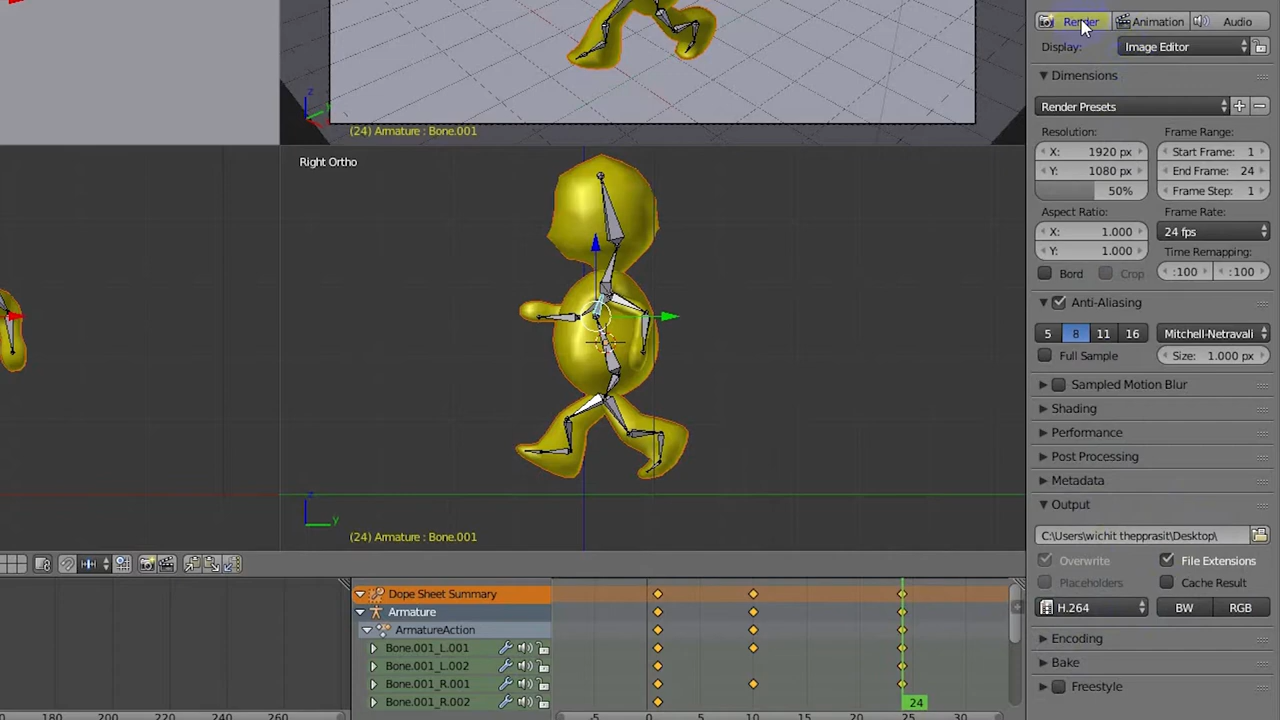 Render Animation Audio
Display: Image Editor
Dimensions
Render Presets
Resolution: Frame Range:
X: 1920 px Start Frame: 1
Y: 1080 px End Frame: 24
50% Frame Step: 1
Aspect Ratio: Frame Rate:
X: 1.000 24 fps
Y: 1.000 Time Remapping:
Bord Crop :100 :100
Anti-Aliasing
5 8 11 16 Mitchell-Netravali
Full Sample Size: 1.000 px
Sampled Motion Blur
Shading
Performance
Post Processing
Metadata
Output
C:\Users\wichit thepprasit\Desktop\
Overwrite File Extensions
Placeholders Cache Result
H.264 BW RGB
Encoding
Bake
Freestyle
z
y
(24) Armature : Bone.001
Right Ortho
z
y
(24) Armature : Bone.001
Dope Sheet Summary
Armature
ArmatureAction
Bone.001_L.001
Bone.001_L.002
Bone.001_R.001
Bone.001_R.002
24
180 200 220 240 260
-5 0 5 10 15 20 25 30